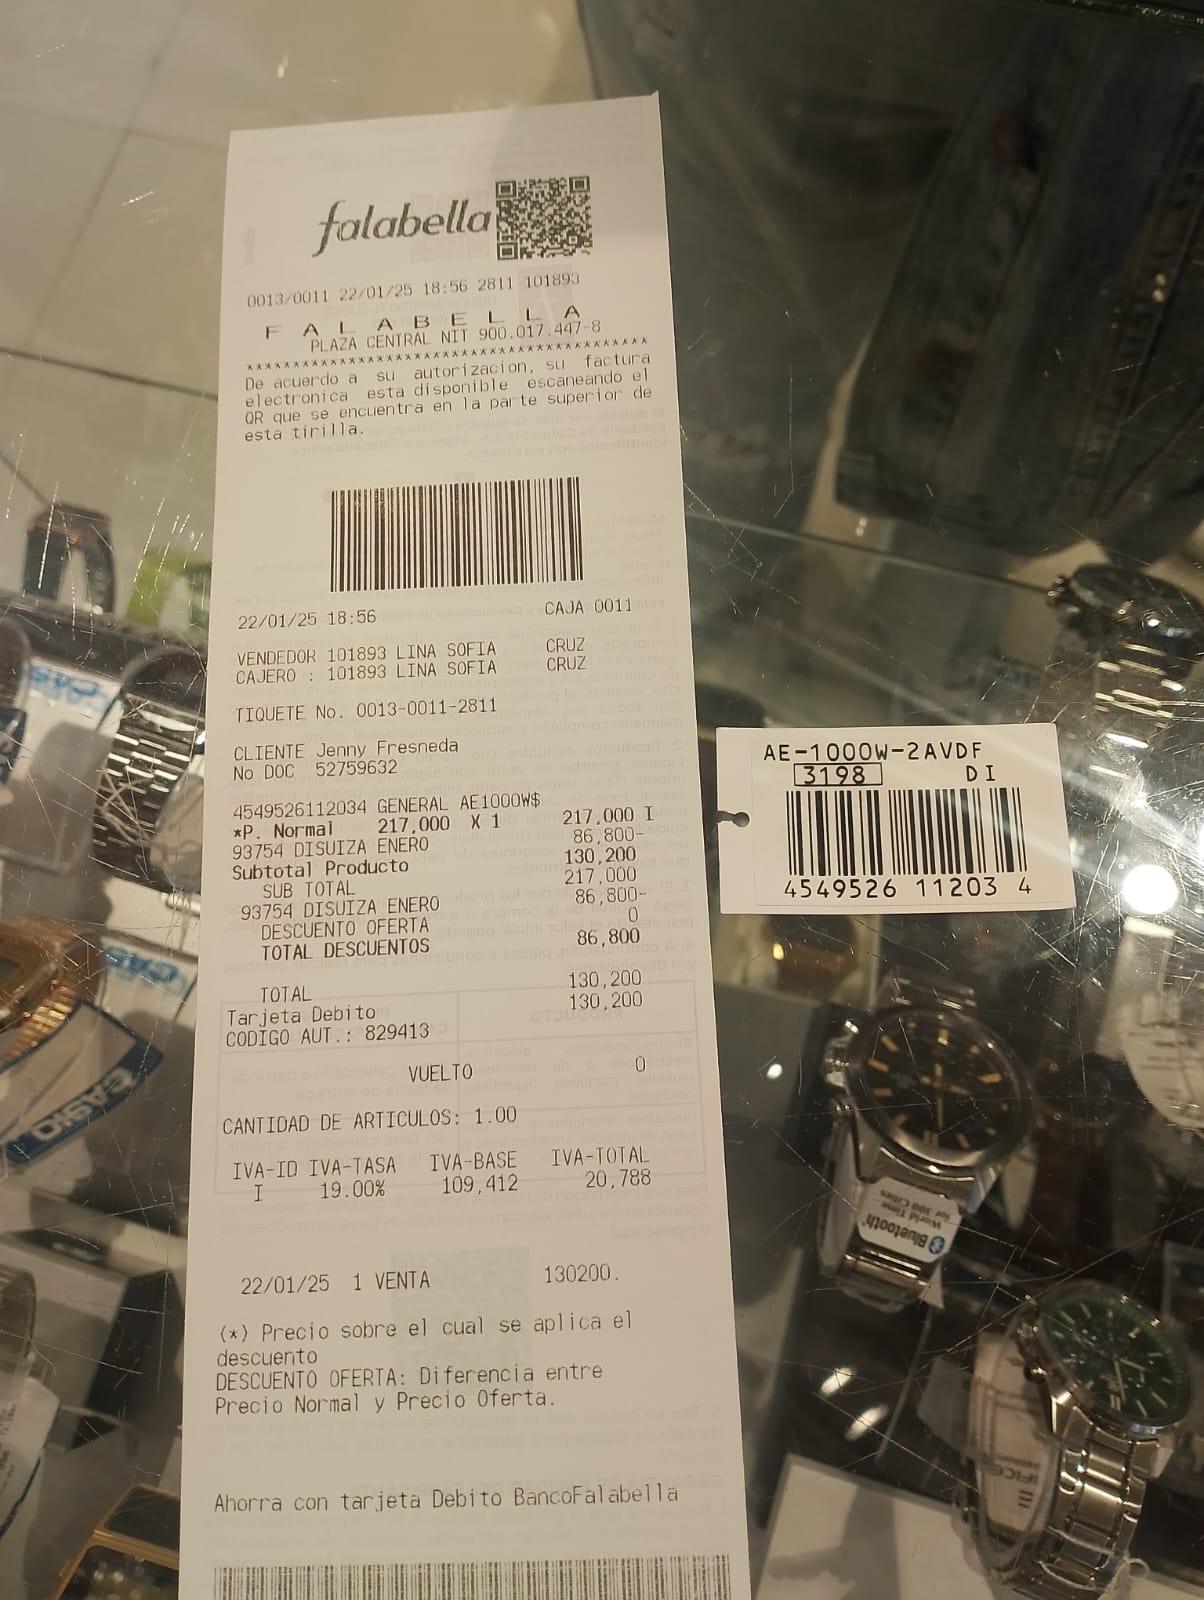 falabella
0013/0011 22/01/25 18:56 2811 101893
F A L A B E L L A
PLAZA CENTRAL NIT 900.017.447-8
De acuerdo a su autorizacion, su factura
electronica esta disponible escaneando el
QR que se encuentra en la parte superior de
esta tirilla.
22/01/25 18:56 CAJA 0011
VENDEDOR 101893 LINA SOFIA CRUZ
CAJERO : 101893 LINA SOFIA CRUZ
TIQUETE No. 0013-0011-2811
CLIENTE Jenny Fresneda
No DOC 52759632
4549526112034 GENERAL AE1000W$
*P. Normal 217,000 X 1 217,000 I
93754 DISUIZA ENERO 86,800-
Subtotal Producto 130,200
SUB TOTAL 217,000
93754 DISUIZA ENERO 86,800-
DESCUENTO OFERTA 0
TOTAL DESCUENTOS 86,800
TOTAL 130,200
Tarjeta Debito 130,200
CODIGO AUT.: 829413
VUELTO 0
CANTIDAD DE ARTICULOS: 1.00
IVA-ID IVA-TASA IVA-BASE IVA-TOTAL
I 19.00% 109,412 20,788
22/01/25 1 VENTA 130200.
(*) Precio sobre el cual se aplica el
descuento
DESCUENTO OFERTA: Diferencia entre
Precio Normal y Precio Oferta.
Ahorra con tarjeta Debito BancoFalabella
AE-1000W-2AVDF
3198 DI
4549526 11203 4
CASIO
Bluetooth
World Time
for 300 Cities